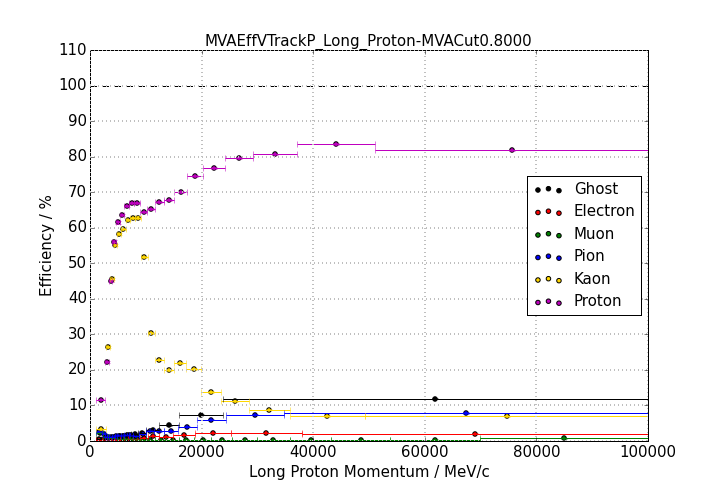 MVAEffVTrackP_Long_Proton-MVACut0.8000
110
100
90
80
70
60
50
40
30
20
10
0
Efficiency / %
Ghost
Electron
Muon
Pion
Kaon
Proton
0 20000 40000 60000 80000 100000
Long Proton Momentum / MeV/c